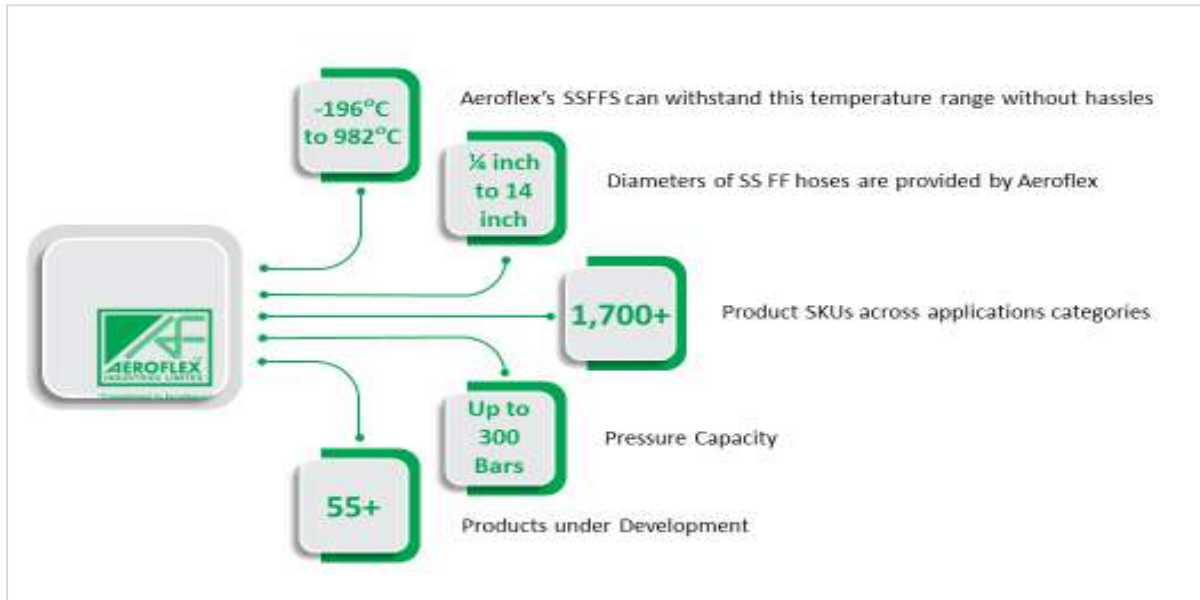 -196°C
to 982°C
Aeroflex's SSFFS can withstand this temperature range without hassles
¼ inch
to 14
inch
Diameters of SS FF hoses are provided by Aeroflex
1,700+
Product SKUs across applications categories
AF
AEROFLEX
INDUSTRIES LIMITED
Up to
300
Bars
Pressure Capacity
55+
Products under Development